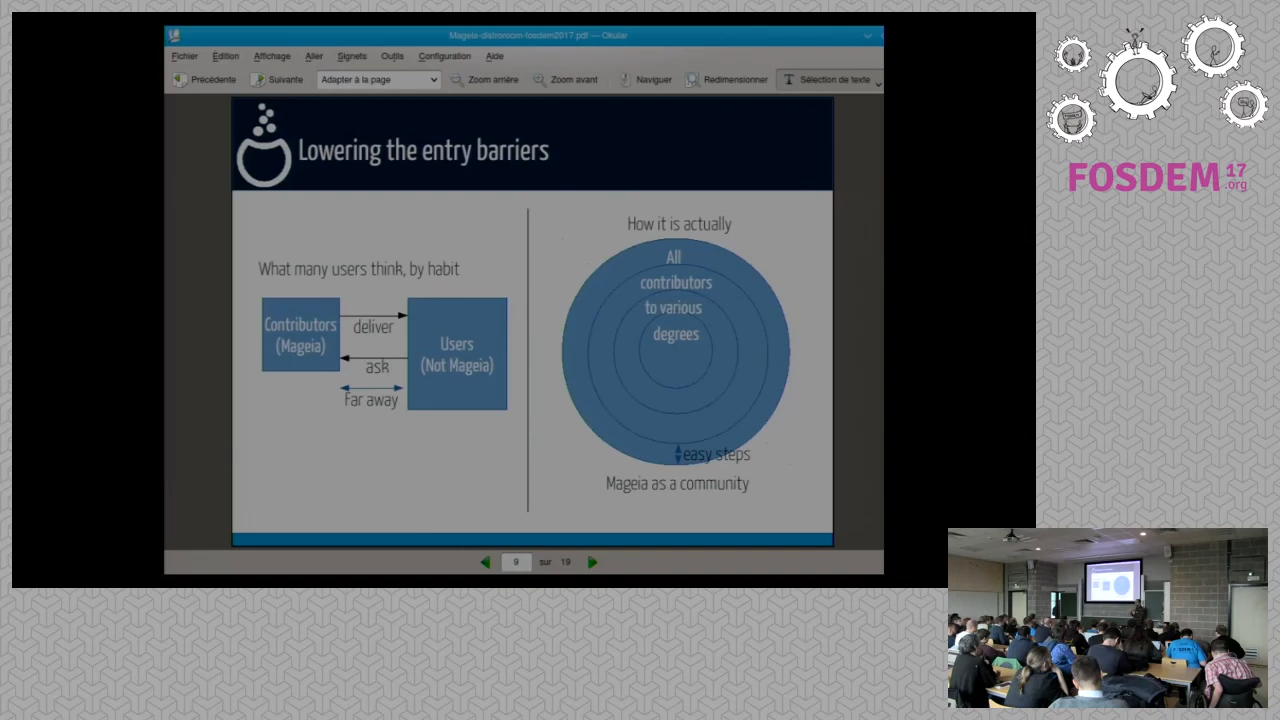 Mageia-distroroom-fosdem2017.pdf — Okular
Fichier Édition Affichage Aller Signets Outils Configuration Aide
Précédente Suivante Adapter à la page Zoom arrière Zoom avant Naviguer Redimensionner Sélection de texte
Lowering the entry barriers
What many users think, by habit
Contributors
(Mageia)
deliver
ask
Far away
Users
(Not Mageia)
How it is actually
All
contributors
to various
degrees
easy steps
Mageia as a community
9 sur 19
FOSDEM 17
.org